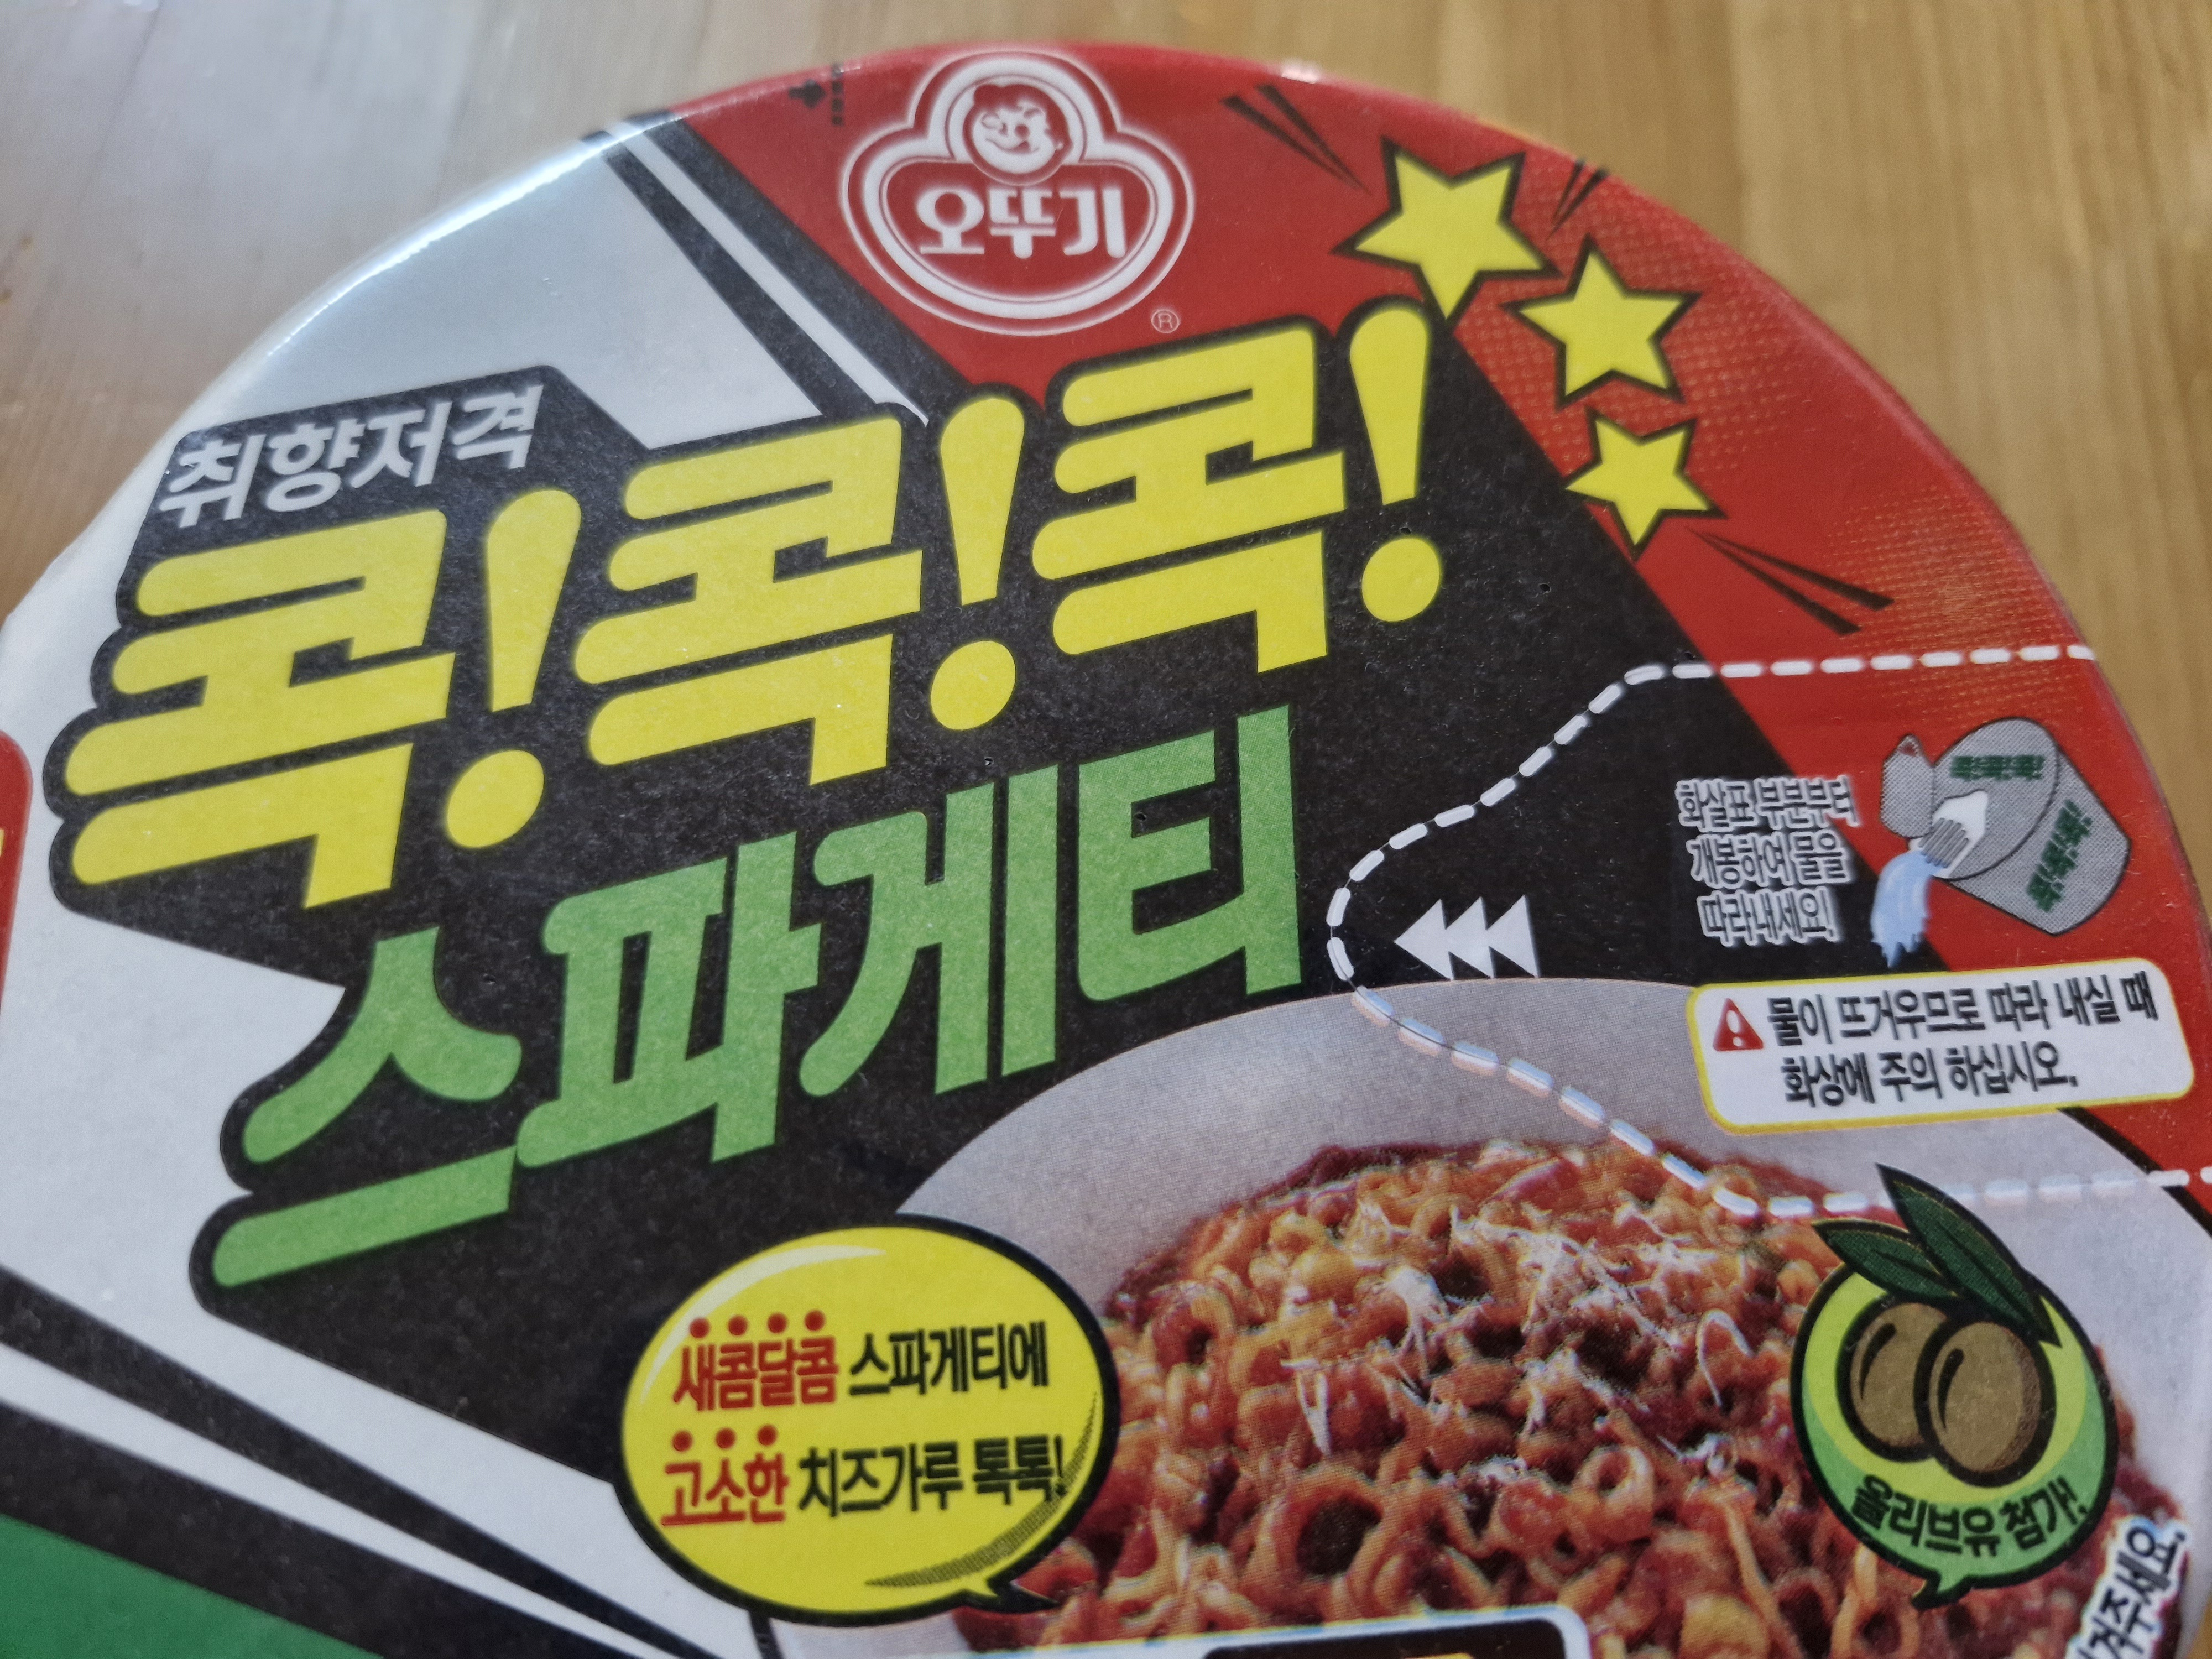 오뚜기
®
취향저격
콕!콕!콕!
스파게티
화살표 부분부터
개봉하여 물을
따라내세요!
콕!콕!콕!
물이 뜨거우므로 따라 내실 때
화상에 주의 하십시오.
새콤달콤 스파게티에
고소한 치즈가루 톡톡!
올리브유 첨가.